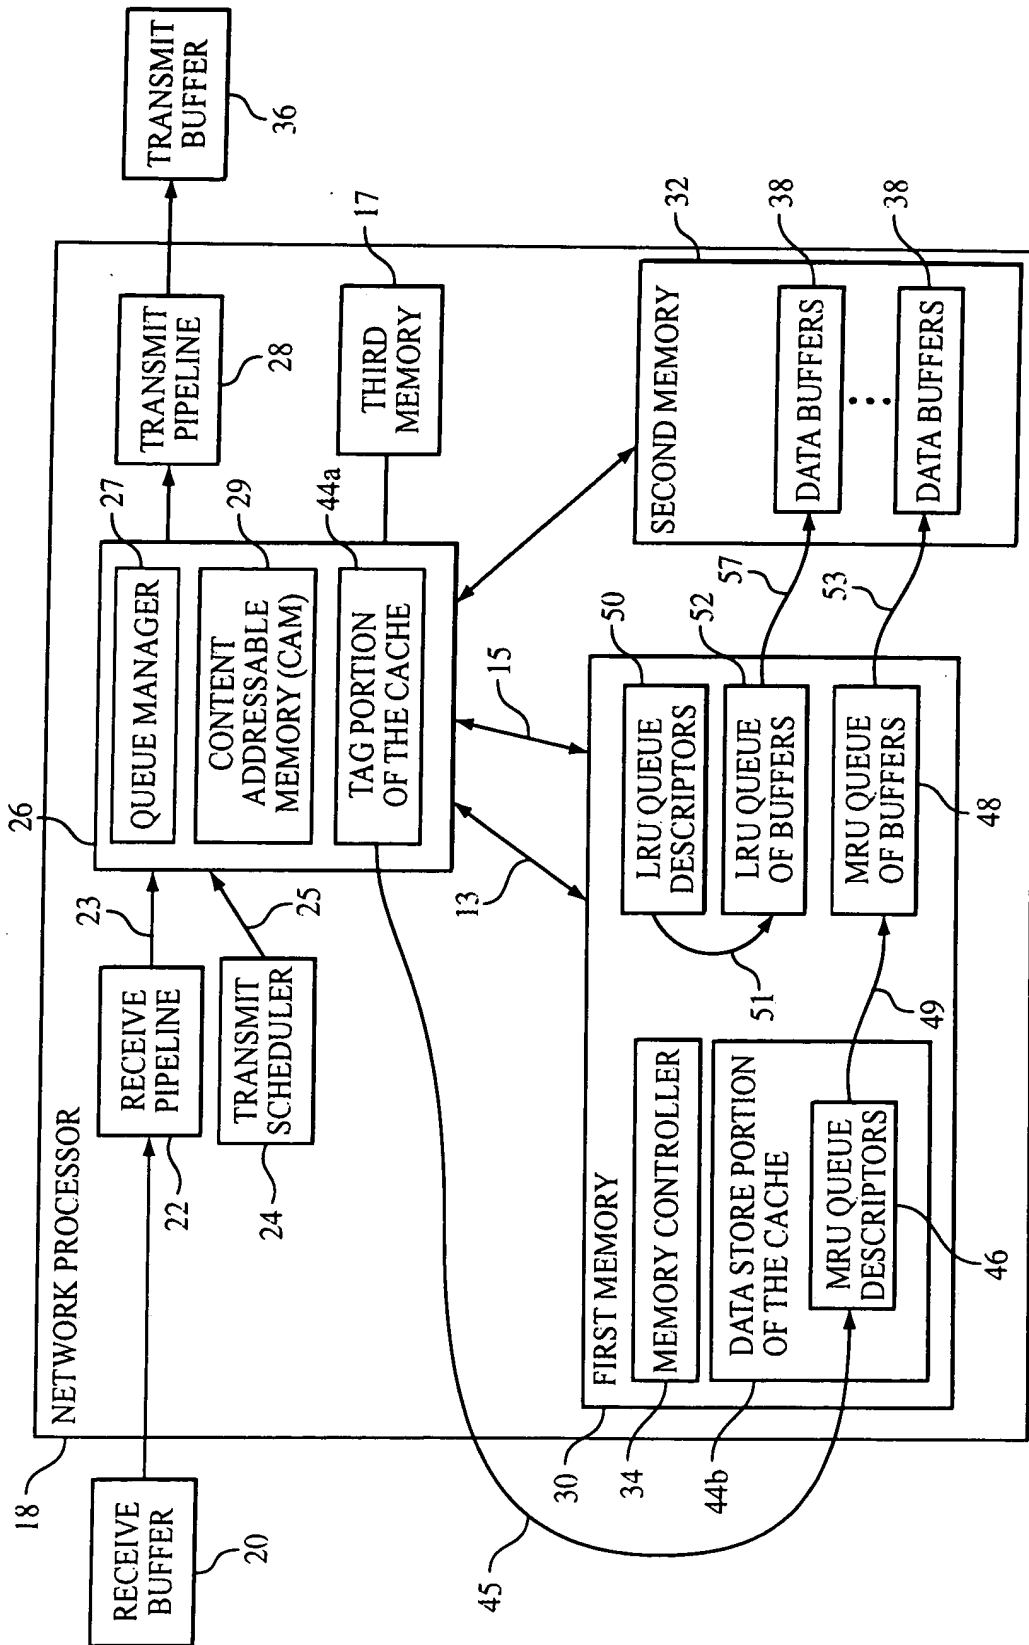 NETWORK PROCESSOR
18
RECEIVE
BUFFER
20
RECEIVE
PIPELINE
22
23
TRANSMIT
SCHEDULER
24
25
26
QUEUE MANAGER
27
CONTENT
ADDRESSABLE
MEMORY (CAM)
29
TAG PORTION
OF THE CACHE
44a
TRANSMIT
PIPELINE
28
TRANSMIT
BUFFER
36
THIRD
MEMORY
17
13
15
45
FIRST MEMORY
30
MEMORY CONTROLLER
34
DATA STORE PORTION
OF THE CACHE
44b
MRU QUEUE
DESCRIPTORS
46
49
LRU QUEUE
DESCRIPTORS
50
51
LRU QUEUE
OF BUFFERS
52
MRU QUEUE
OF BUFFERS
48
57
53
SECOND MEMORY
32
DATA BUFFERS
38
DATA BUFFERS
38